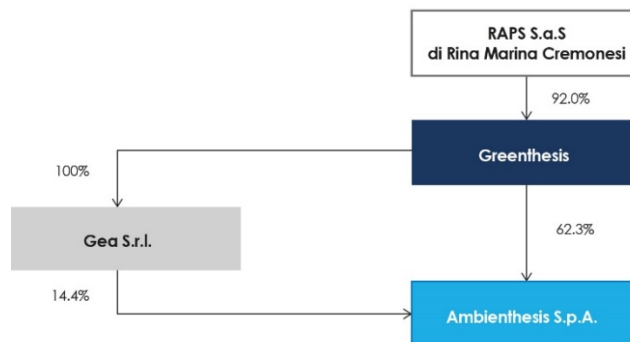 RAPS S.a.S
di Rina Marina Cremonesi
92.0%
Greenthesis
100%
62.3%
Gea S.r.l.
14.4%
Ambienthesis S.p.A.